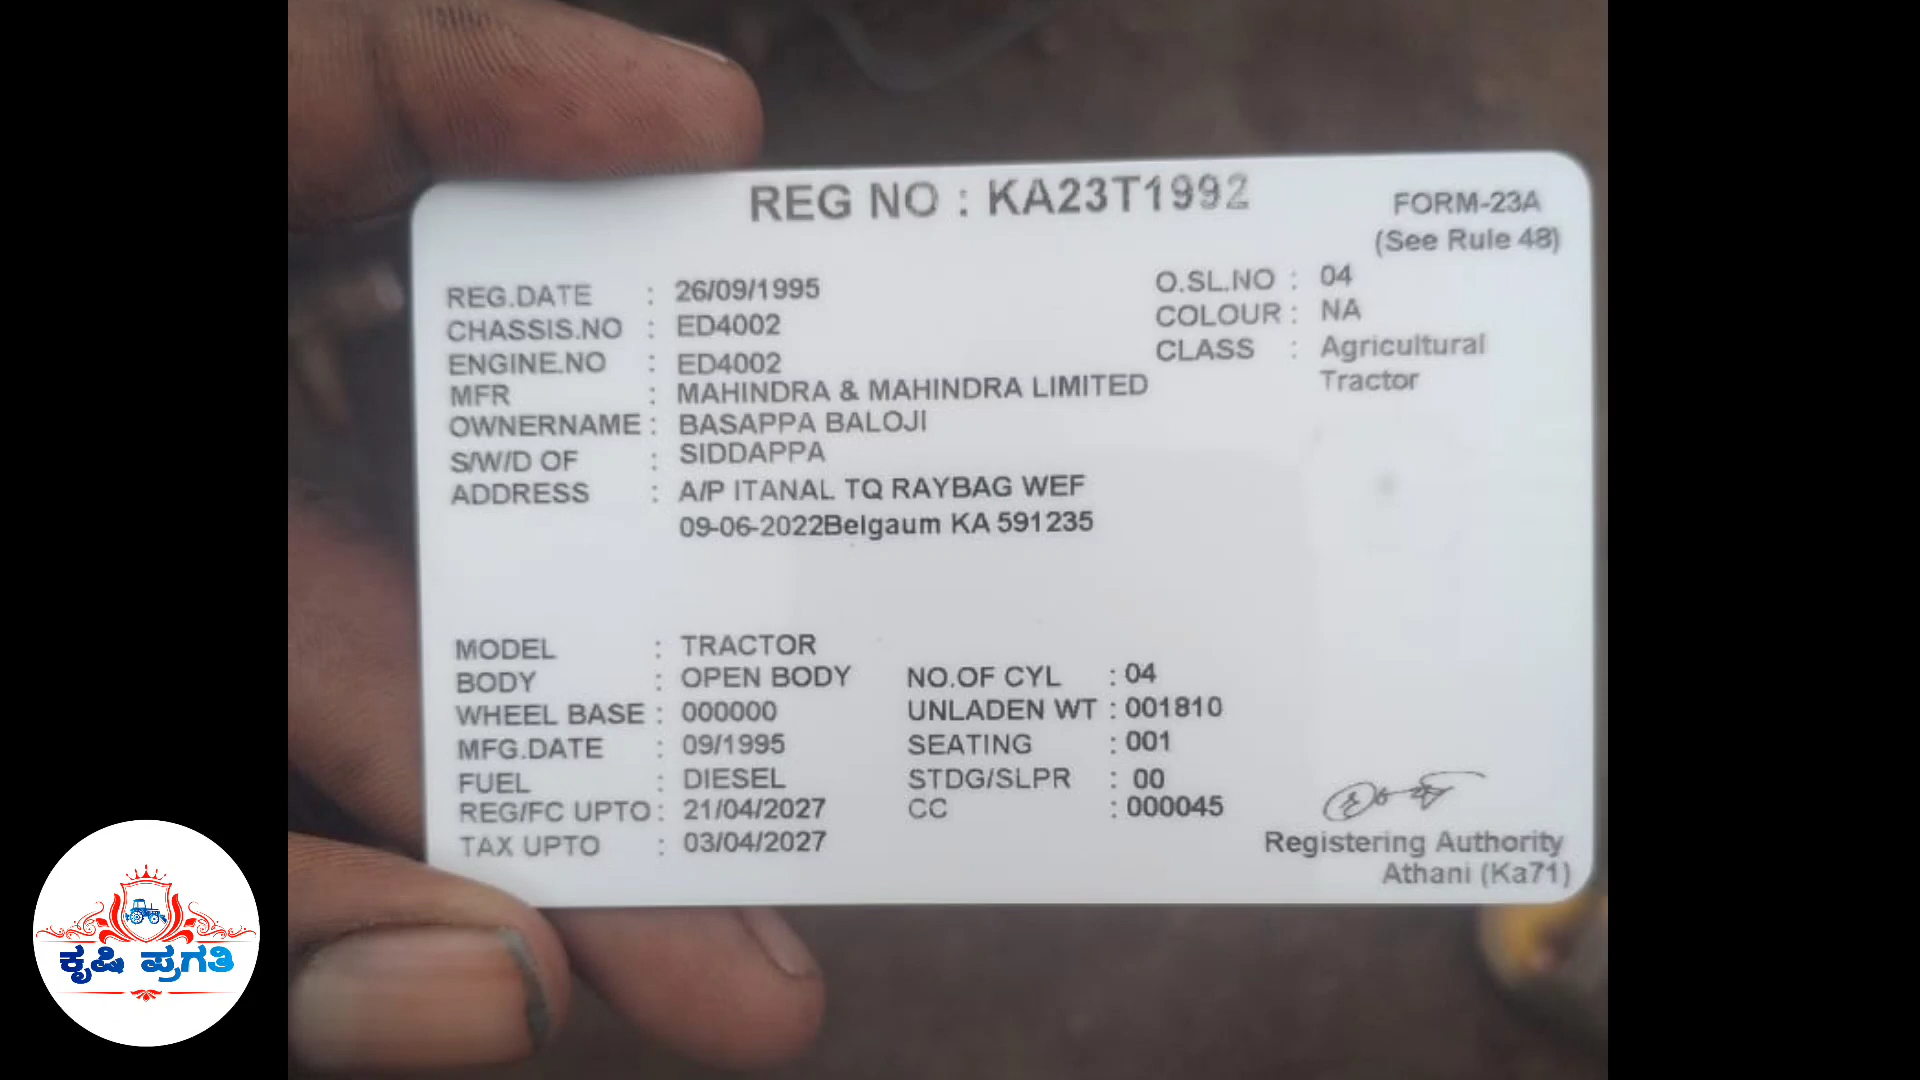 REG NO : KA23T1992
FORM-23A
(See Rule 48)
REG.DATE : 26/09/1995
O.SL.NO : 04
CHASSIS.NO : ED4002
COLOUR : NA
ENGINE.NO : ED4002
CLASS : Agricultural
Tractor
MFR : MAHINDRA & MAHINDRA LIMITED
OWNERNAME : BASAPPA BALOJI
S/W/D OF : SIDDAPPA
ADDRESS : A/P ITANAL TQ RAYBAG WEF
09-06-2022Belgaum KA 591235
MODEL : TRACTOR
BODY : OPEN BODY
NO.OF CYL : 04
WHEEL BASE : 000000
UNLADEN WT : 001810
MFG.DATE : 09/1995
SEATING : 001
FUEL : DIESEL
STDG/SLPR : 00
REG/FC UPTO : 21/04/2027
CC : 000045
TAX UPTO : 03/04/2027
Registering Authority
Athani (Ka71)
ಕೃಷಿ ಪ್ರಗತಿ